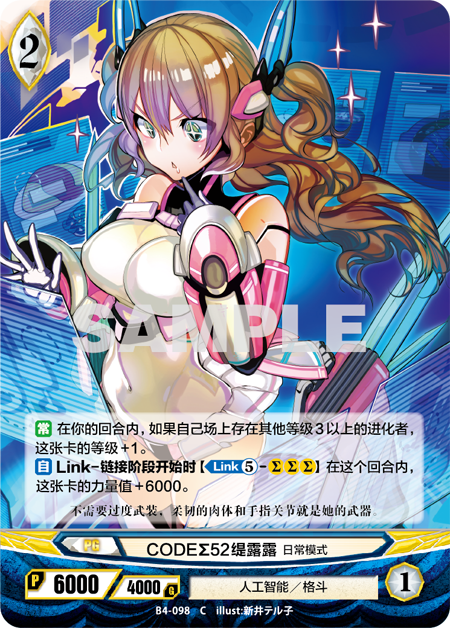 2
SAMPLE
常 在你的回合内,如果自己场上存在其他等级3以上的进化者,
这张卡的等级+1。
自 Link-链接阶段开始时【Link⑤-ΣΣΣ】在这个回合内,
这张卡的力量值+6000。
不需要过度武装,柔韧的肉体和手指关节就是她的武器。
PG CODEΣ52缇露露 日常模式
P 6000 / 4000 G 人工智能/格斗 1
B4-098 C illust:新井テル子